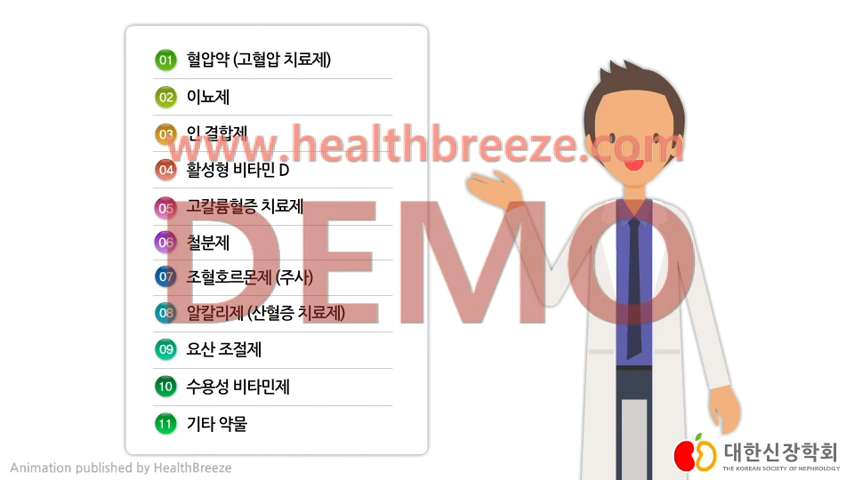 01 혈압약 (고혈압 치료제)
02 이뇨제
03 인 결합제
www.healthbreeze.com
04 활성형 비타민 D
05 고칼륨혈증 치료제
06 철분제
DEMO
07 조혈호르몬제 (주사)
08 알칼리제 (산혈증 치료제)
09 요산 조절제
10 수용성 비타민제
11 기타 약물
대한신장학회
THE KOREAN SOCIETY OF NEPHROLOGY
Animation published by HealthBreeze